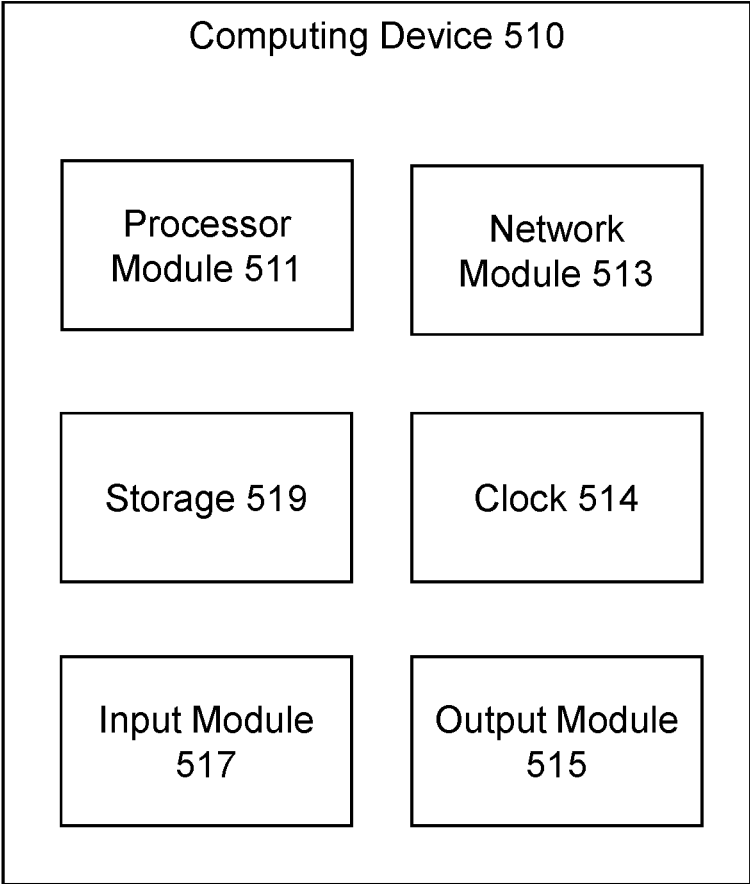 Computing Device 510
Processor
Module 511
Network
Module 513
Storage 519
Clock 514
Input Module
517
Output Module
515